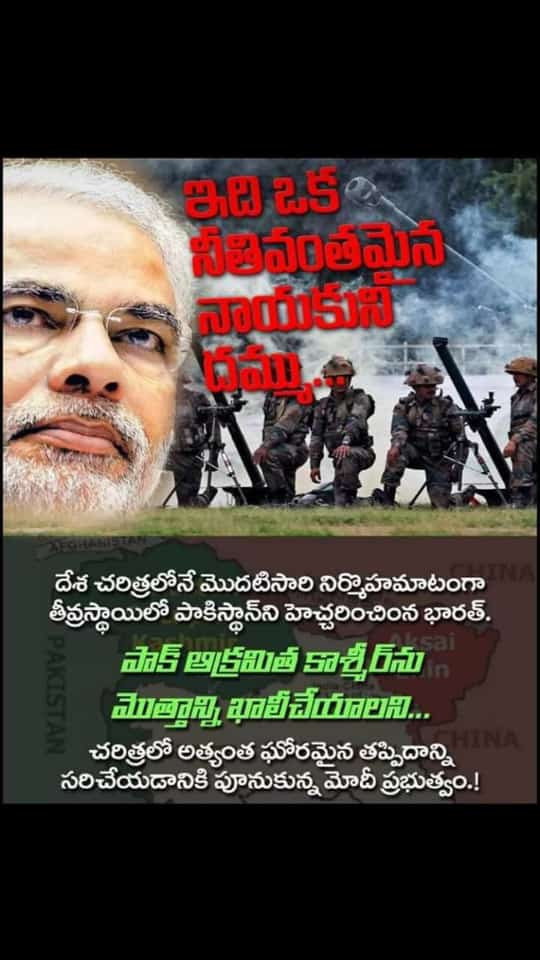 ఇది ఒక
నీతివంతమైన
నాయకుని
దమ్ము...
AFGHANISTAN
CHINA
దేశ చరిత్రలోనే మొదటిసారి నిర్మొహమాటంగా
తీవ్రస్థాయిలో పాకిస్థాన్‌ని హెచ్చరించింన భారత్.
Kashmir
Aksai
Chin
PAKISTAN
పాక్ ఆక్రమిత కాశ్మీర్‌ను
మొత్తాన్ని ఖాలీచేయాలని...
CHINA
చరిత్రలో అత్యంత ఘోరమైన తప్పిదాన్ని
సరిచేయడానికి పూనుకున్న మోదీ ప్రభుత్వం.!